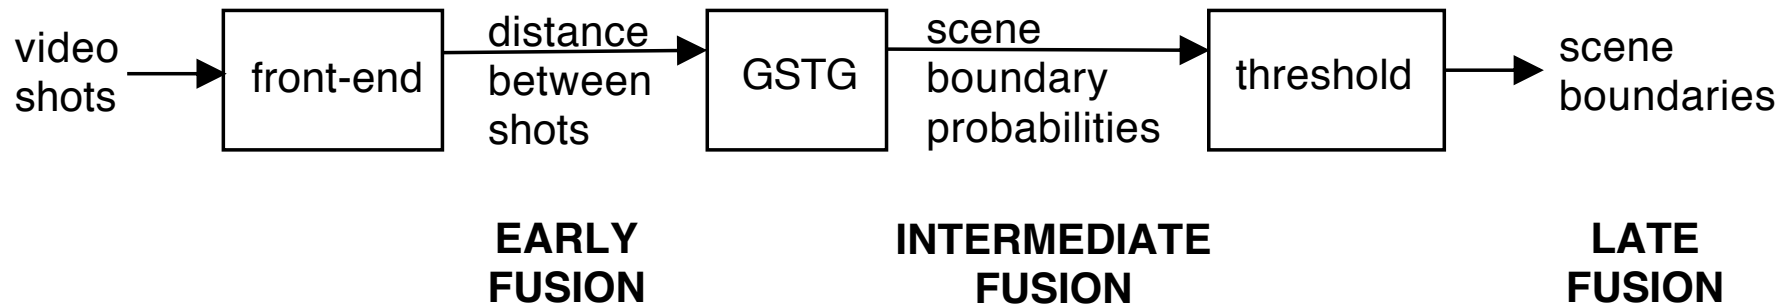 video
shots
front-end
distance
between
shots
GSTG
scene
boundary
probabilities
threshold
scene
boundaries
EARLY
FUSION
INTERMEDIATE
FUSION
LATE
FUSION